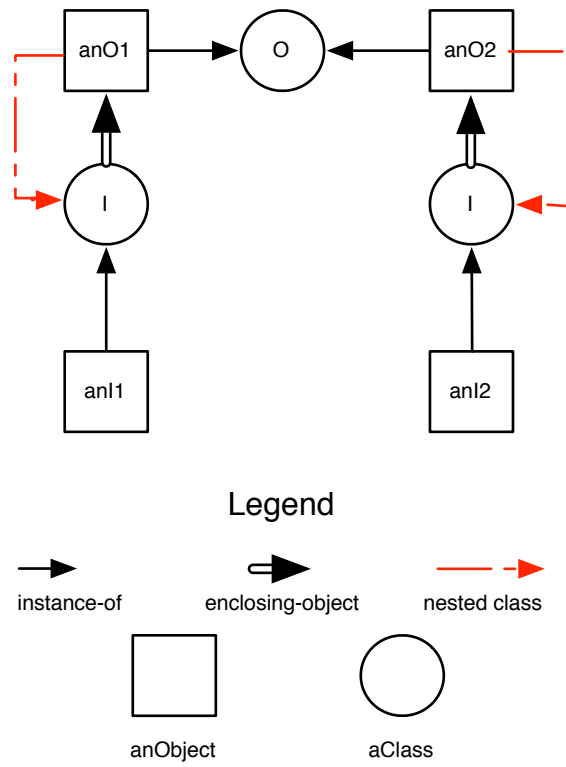 anO1 O anO2
I I
anI1 anI2
Legend
instance-of enclosing-object nested class
anObject aClass